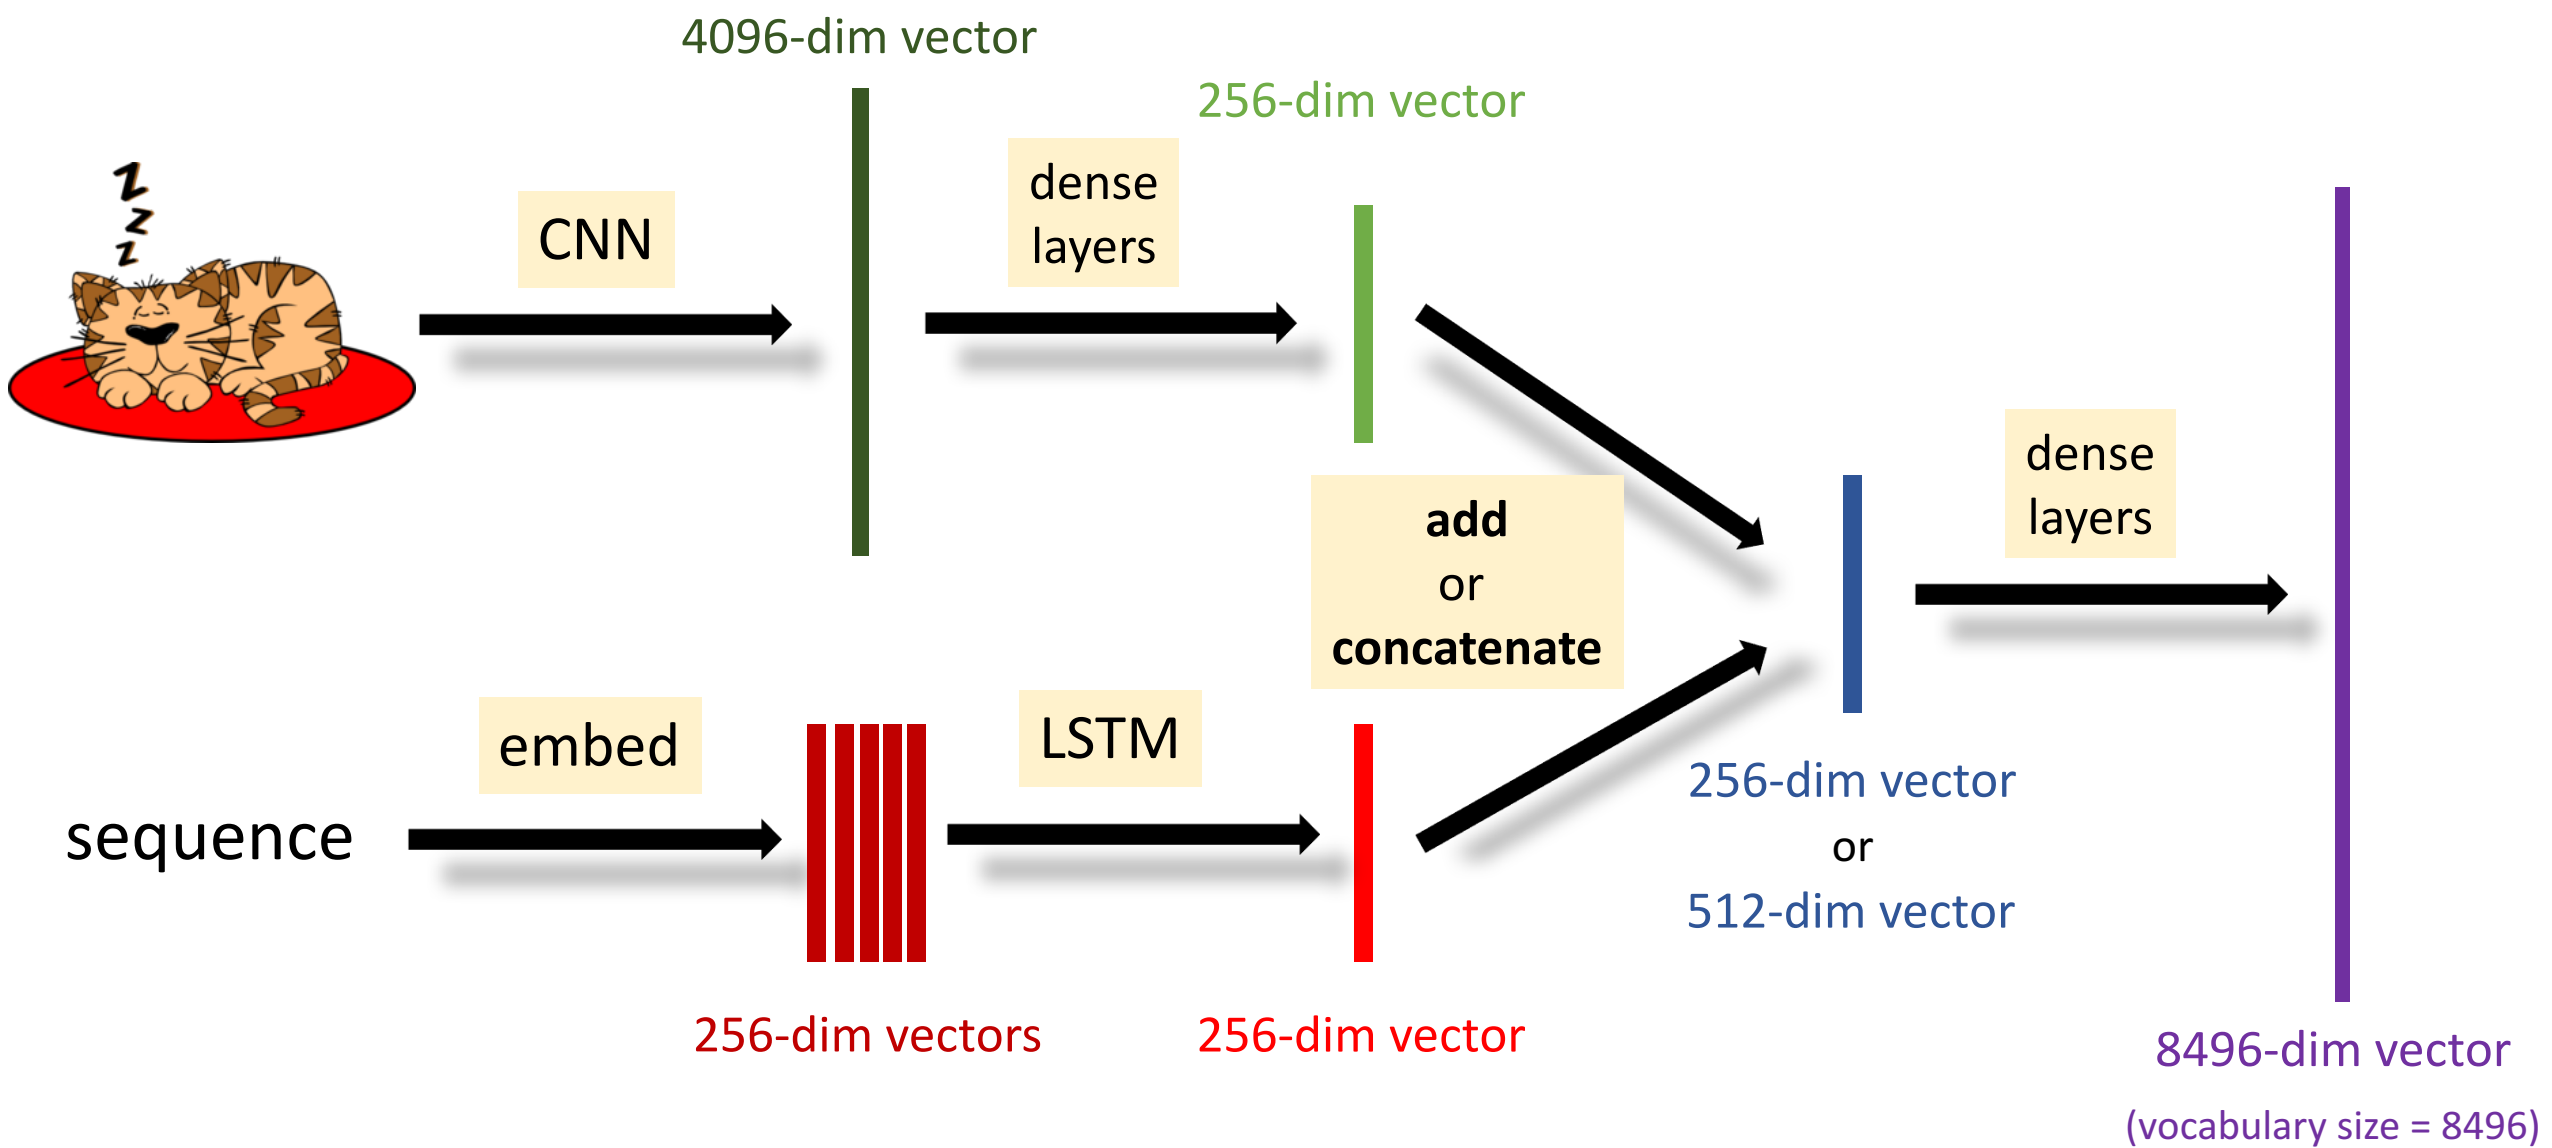 4096-dim vector
256-dim vector
z
z
z
CNN
dense
layers
add
or
concatenate
dense
layers
sequence
embed
LSTM
256-dim vectors
256-dim vector
256-dim vector
or
512-dim vector
8496-dim vector
(vocabulary size = 8496)